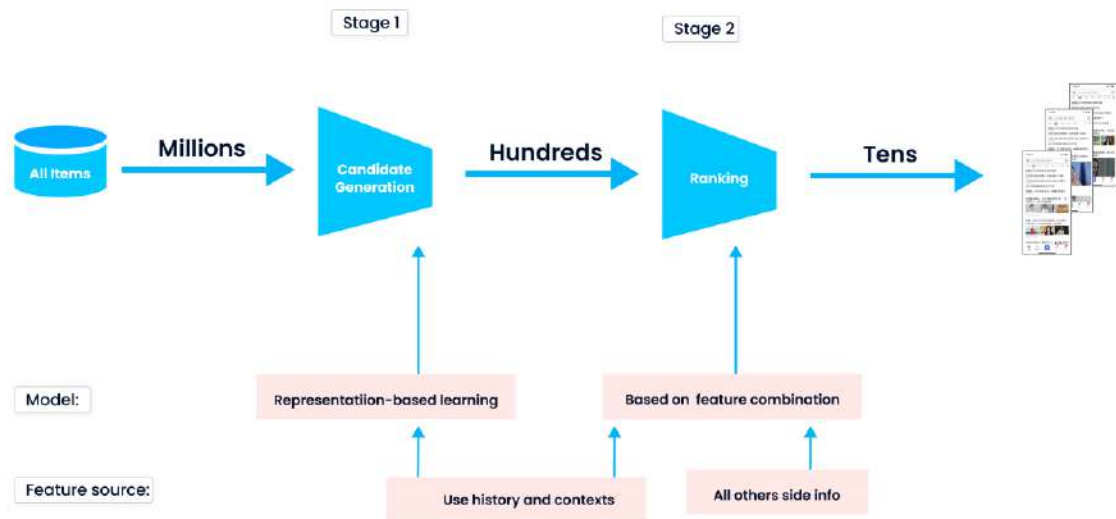 Stage 1
Stage 2
All Items
Millions
Candidate
Generation
Hundreds
Ranking
Tens
Model:
Representatiion-based learning
Based on feature combination
Feature source:
Use history and contexts
All others side info